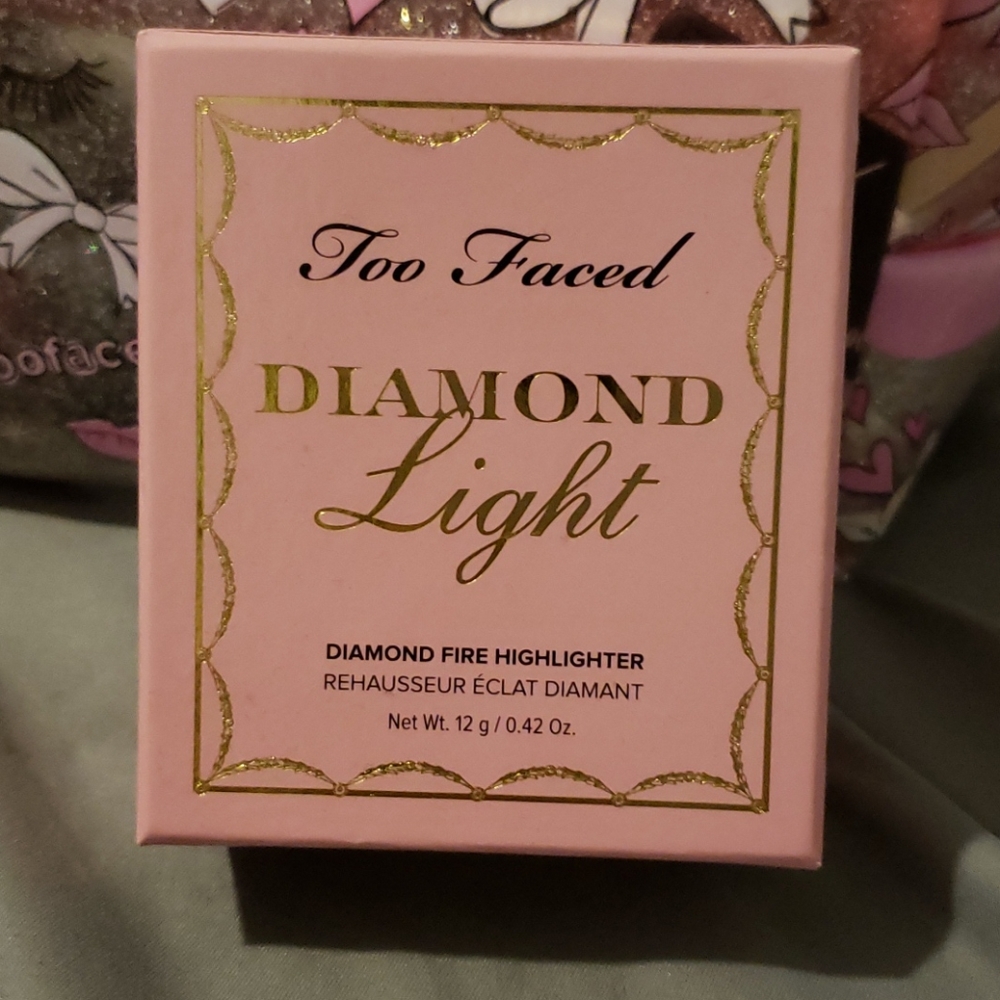 Too Faced
DIAMOND
Light
DIAMOND FIRE HIGHLIGHTER
REHAUSSEUR ÉCLAT DIAMANT
Net Wt. 12 g / 0.42 Oz.